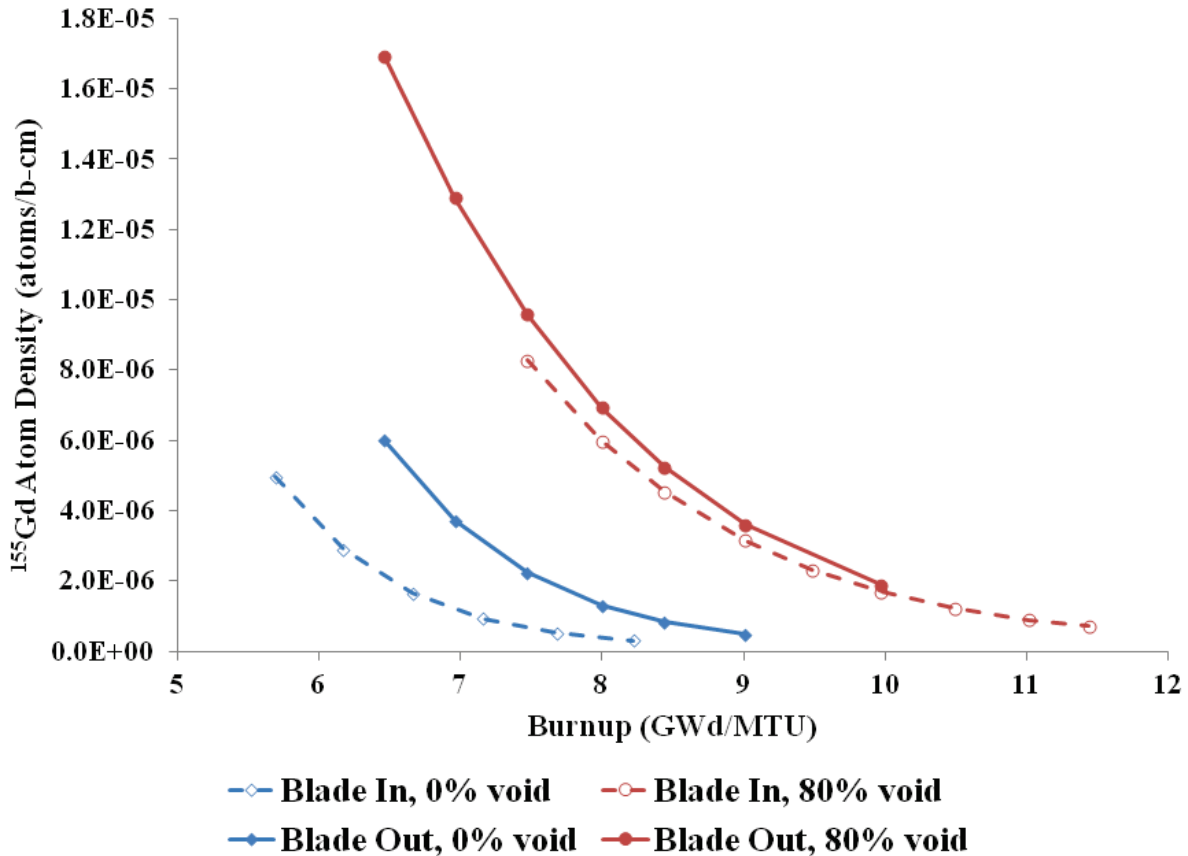 1.8E-05
1.6E-05
1.4E-05
1.2E-05
1.0E-05
8.0E-06
6.0E-06
4.0E-06
2.0E-06
0.0E+00
¹⁵⁵Gd Atom Density (atoms/b-cm)
5 6 7 8 9 10 11 12
Burnup (GWd/MTU)
Blade In, 0% void Blade In, 80% void
Blade Out, 0% void Blade Out, 80% void